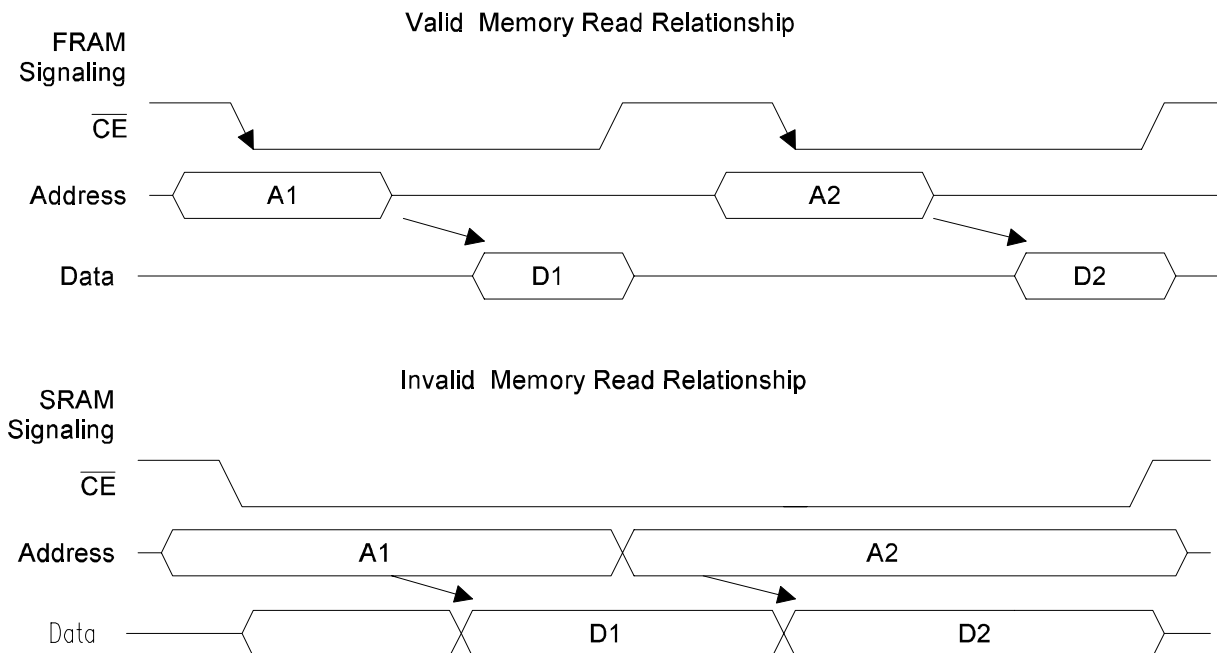 Valid Memory Read Relationship
FRAM
Signaling
CE
Address
A1
A2
Data
D1
D2
Invalid Memory Read Relationship
SRAM
Signaling
CE
Address
A1
A2
Data
D1
D2